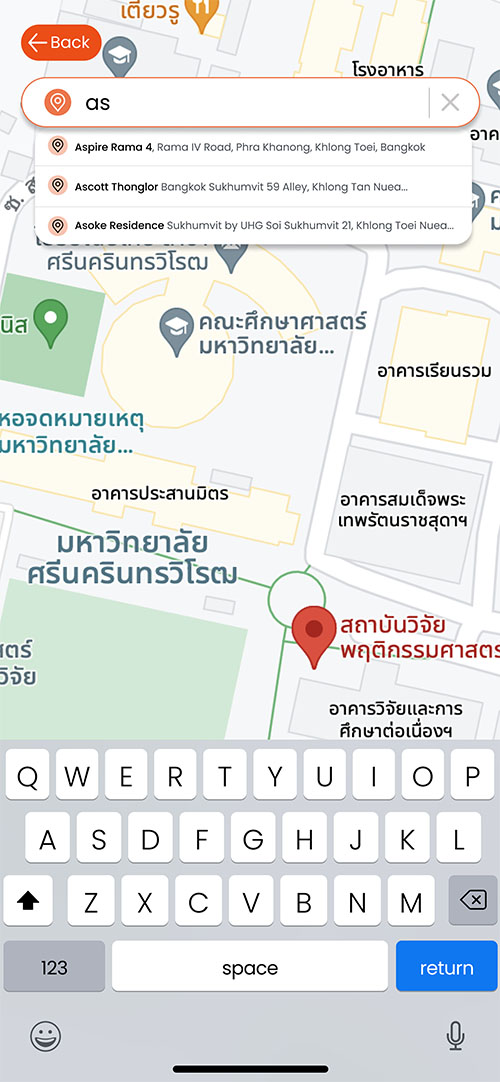 เตี๋ยวรู
Back
โรงอาหาร
as
Aspire Rama 4, Rama IV Road, Phra Khanong, Khlong Toei, Bangkok
Ascott Thonglor Bangkok Sukhumvit 59 Alley, Khlong Tan Nuea...
Asoke Residence Sukhumvit by UHG Soi Sukhumvit 21, Khlong Toei Nuea...
ศรีนครินทรวิโรฒ
นิส
คณะศึกษาศาสตร์
มหาวิทยาลัย...
อาคารเรียนรวม
หอจดหมายเหตุ
มหาวิทยาลัย...
อาคารประสานมิตร
อาคารสมเด็จพระ
เทพรัตนราชสุดาฯ
มหาวิทยาลัย
ศรีนครินทรวิโรฒ
สถาบันวิจัย
พฤติกรรมศาสตร
ตร์
วิจัย
อาคารวิจัยและการ
ศึกษาต่อเนื่องฯ
Q W E R T Y U I O P
A S D F G H J K L
Z X C V B N M
123 space return